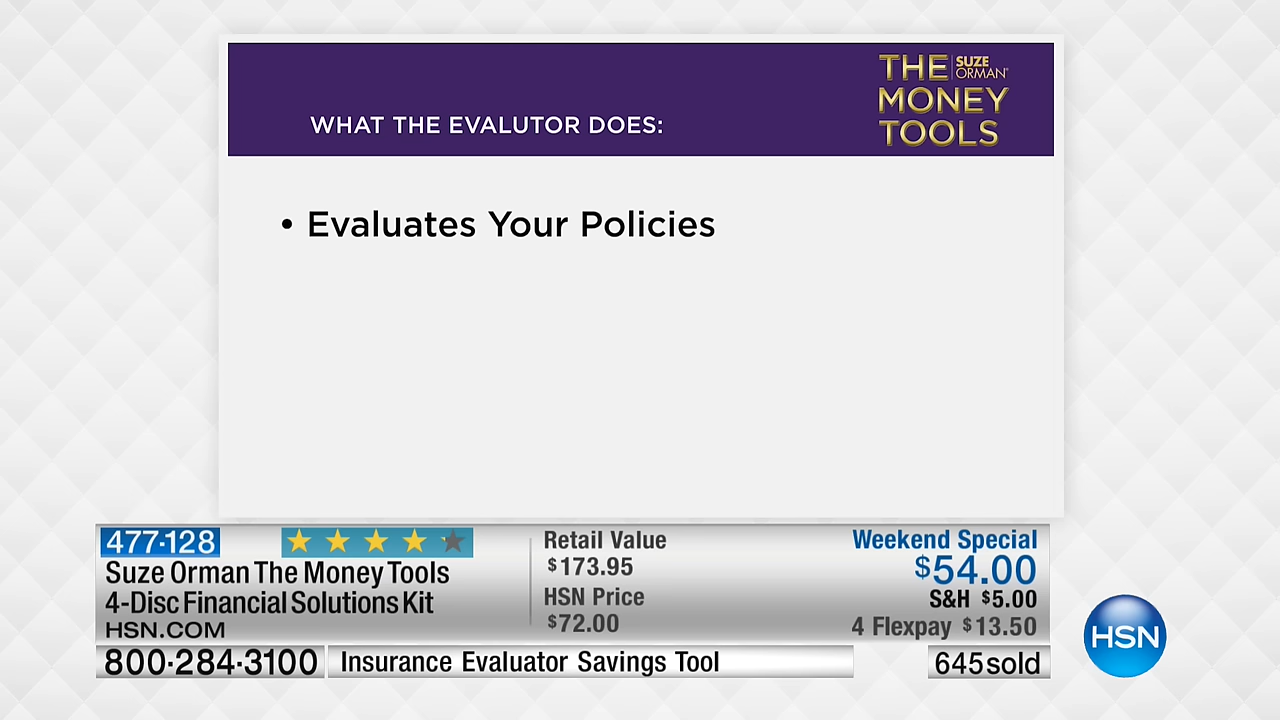 THE SUZE ORMAN®
MONEY
TOOLS
WHAT THE EVALUTOR DOES:
• Evaluates Your Policies
477-128
Suze Orman The Money Tools
4-Disc Financial Solutions Kit
HSN.COM
800-284-3100
Retail Value
$173.95
HSN Price
$72.00
Weekend Special
$54.00
S&H $5.00
4 Flexpay $13.50
Insurance Evaluator Savings Tool
645 sold
HSN